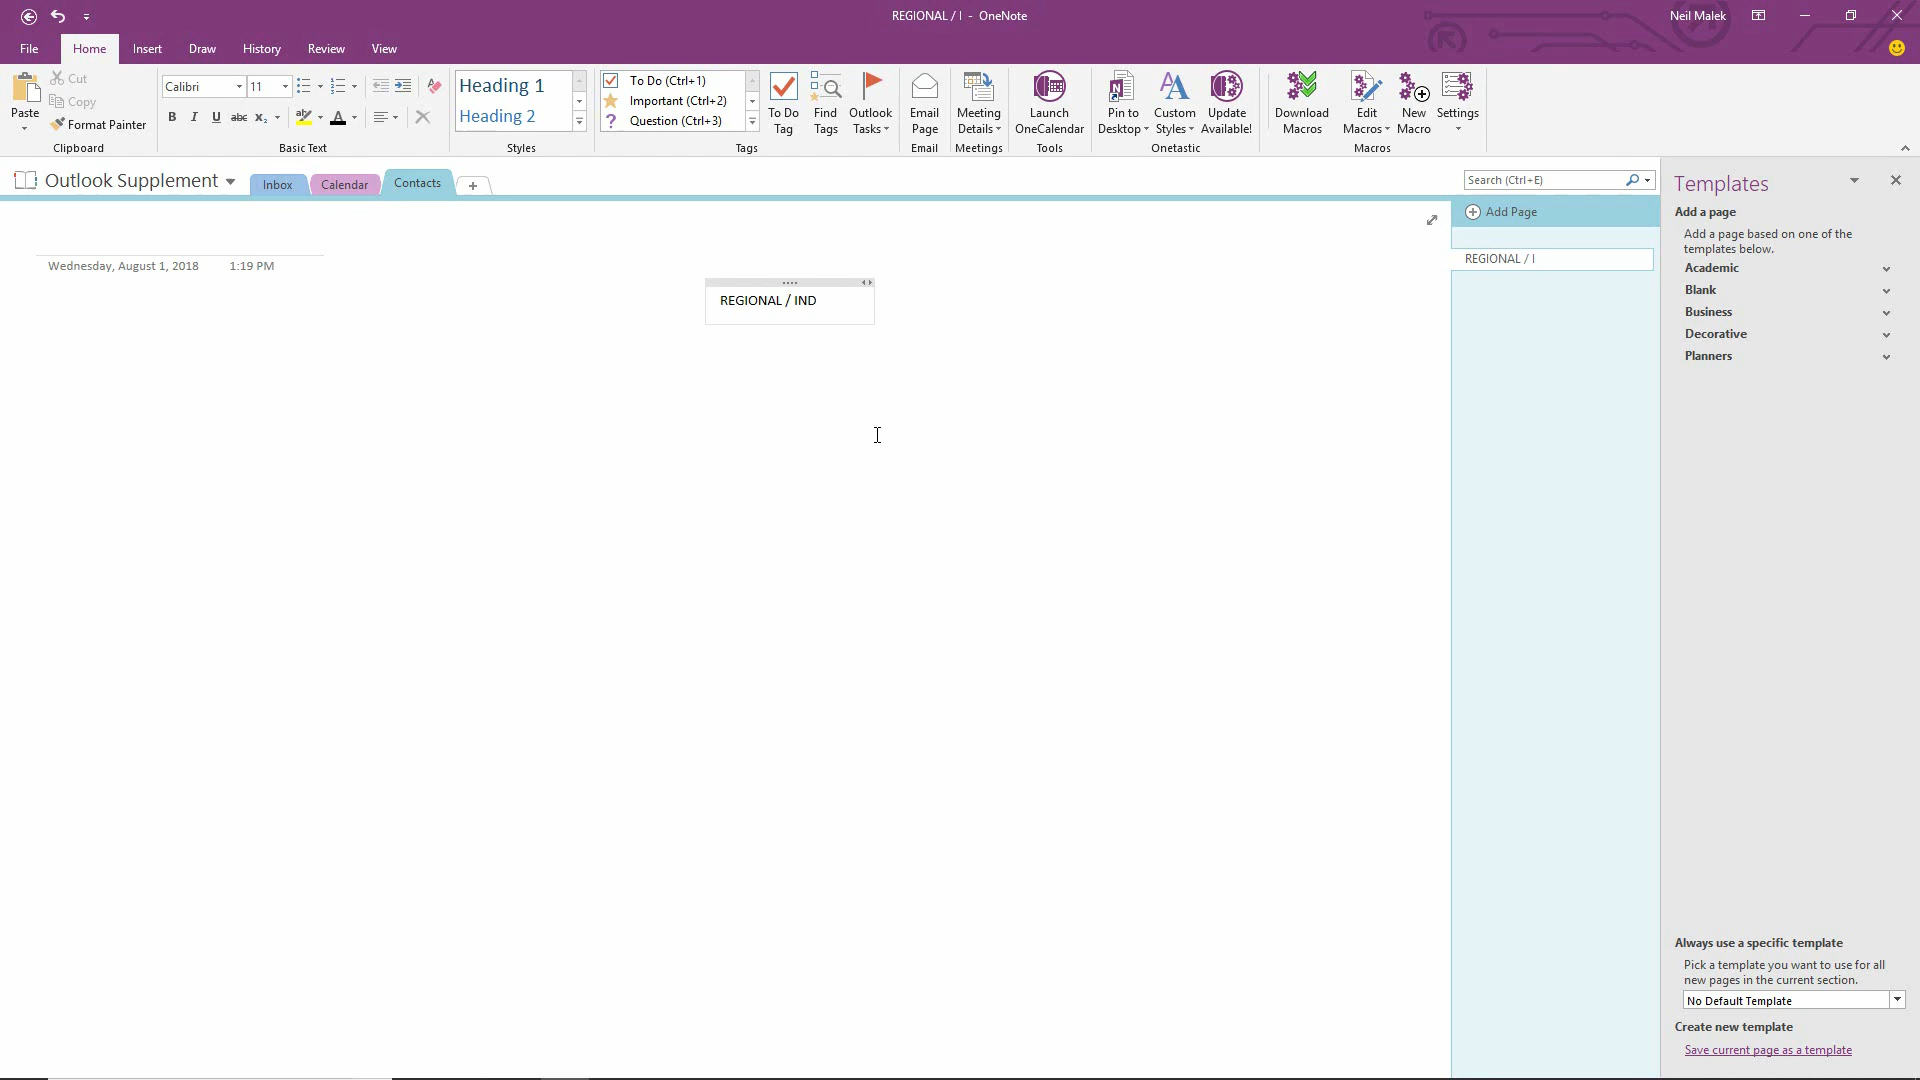 REGIONAL / I - OneNote
Neil Malek
File Home Insert Draw History Review View
Paste
Cut
Copy
Format Painter
Clipboard
Calibri 11
B I U abc X₂ ab A
Basic Text
Heading 1
Heading 2
Styles
To Do (Ctrl+1)
Important (Ctrl+2)
Question (Ctrl+3)
To Do Tag
Find Tags
Outlook Tasks
Tags
Email Page
Email
Meeting Details
Meetings
Launch OneCalendar
Tools
Pin to Desktop
Custom Styles
Update Available!
Onetastic
Download Macros
Edit Macros
New Macro
Settings
Macros
Outlook Supplement
Inbox
Calendar
Contacts
Search (Ctrl+E)
Add Page
REGIONAL / I
Wednesday, August 1, 2018 1:19 PM
REGIONAL / IND
Templates
Add a page
Add a page based on one of the
templates below.
Academic
Blank
Business
Decorative
Planners
Always use a specific template
Pick a template you want to use for all
new pages in the current section.
No Default Template
Create new template
Save current page as a template